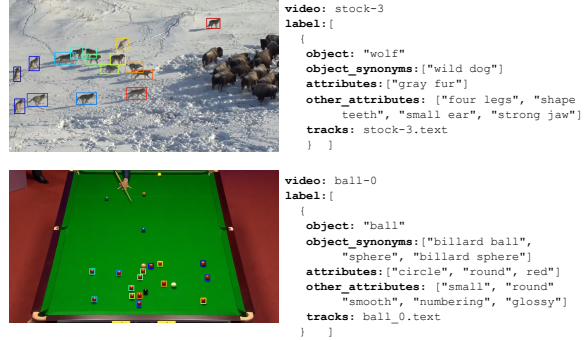 video: stock-3
label:[
{
object: "wolf"
object_synonyms:["wild dog"]
attributes:["gray fur"]
other_attributes: ["four legs", "shape
teeth", "small ear", "strong jaw"]
tracks: stock-3.text
} ]
video: ball-0
label:[
{
object: "ball"
object_synonyms:["billard ball",
"sphere", "billard sphere"]
attributes:["circle", "round", red"]
other_attributes: ["small", "round"
"smooth", "numbering", "glossy"]
tracks: ball_0.text
} ]